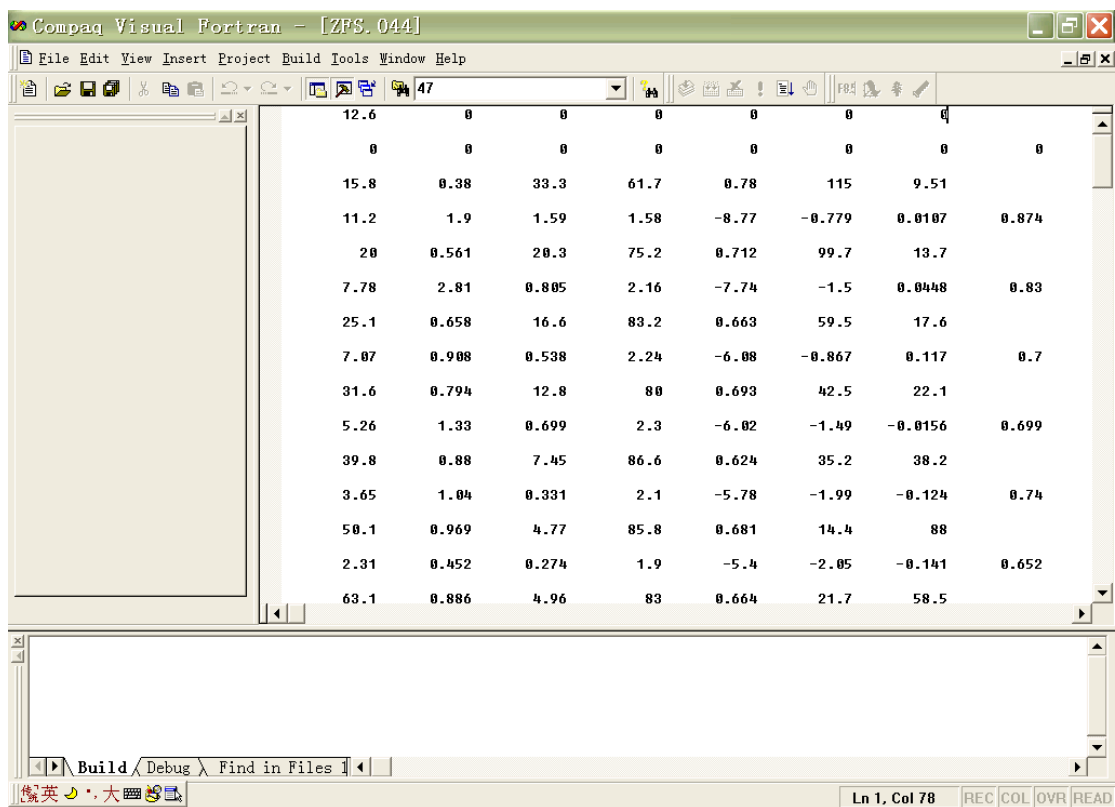 Compaq Visual Fortran - [ZFS.044]
File Edit View Insert Project Build Tools Window Help
47
12.6 0 0 0 0 0 0
0 0 0 0 0 0 0 0
15.8 0.38 33.3 61.7 0.78 115 9.51
11.2 1.9 1.59 1.58 -8.77 -0.779 0.0107 0.874
20 0.561 20.3 75.2 0.712 99.7 13.7
7.78 2.81 0.805 2.16 -7.74 -1.5 0.0448 0.83
25.1 0.658 16.6 83.2 0.663 59.5 17.6
7.07 0.908 0.538 2.24 -6.08 -0.867 0.117 0.7
31.6 0.794 12.8 80 0.693 42.5 22.1
5.26 1.33 0.699 2.3 -6.02 -1.49 -0.0156 0.699
39.8 0.88 7.45 86.6 0.624 35.2 38.2
3.65 1.04 0.331 2.1 -5.78 -1.99 -0.124 0.74
50.1 0.969 4.77 85.8 0.681 14.4 88
2.31 0.452 0.274 1.9 -5.4 -2.05 -0.141 0.652
63.1 0.886 4.96 83 0.664 21.7 58.5
Build Debug Find in Files 1
英 大
Ln 1, Col 78 REC COL OVR READ